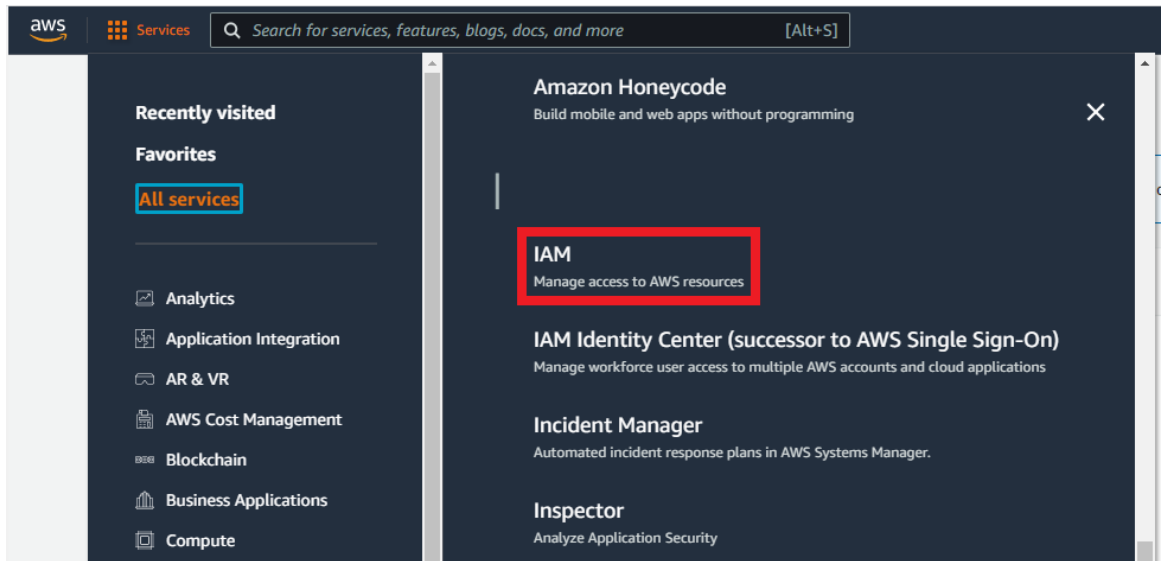 aws
Services
Search for services, features, blogs, docs, and more [Alt+S]
Recently visited
Favorites
All services
Analytics
Application Integration
AR & VR
AWS Cost Management
Blockchain
Business Applications
Compute
Amazon Honeycode
Build mobile and web apps without programming
I
IAM
Manage access to AWS resources
IAM Identity Center (successor to AWS Single Sign-On)
Manage workforce user access to multiple AWS accounts and cloud applications
Incident Manager
Automated incident response plans in AWS Systems Manager.
Inspector
Analyze Application Security